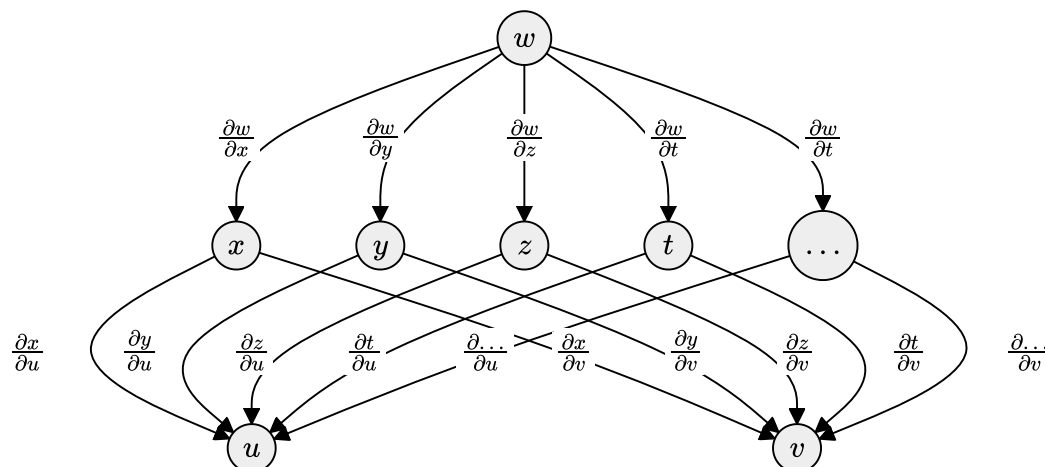 w
∂w/∂x ∂w/∂y ∂w/∂z ∂w/∂t ∂w/∂t
x y z t ...
∂x/∂u ∂y/∂u ∂z/∂u ∂t/∂u ∂.../∂u ∂x/∂v ∂y/∂v ∂z/∂v ∂t/∂v ∂.../∂v
u v